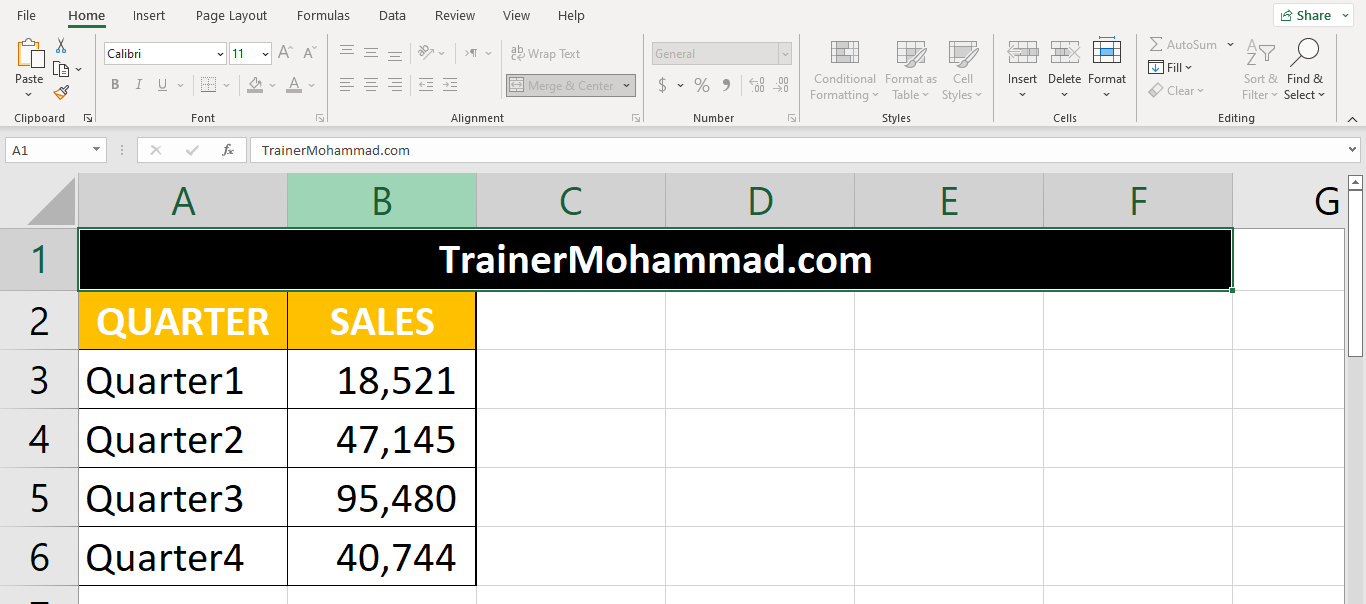 File Home Insert Page Layout Formulas Data Review View Help Share
Calibri 11 Wrap Text General AutoSum
Paste B I U Merge & Center $ % Conditional Formatting Format as Table Cell Styles Insert Delete Format Fill Clear Sort & Filter Find & Select
Clipboard Font Alignment Number Styles Cells Editing
A1 fx TrainerMohammad.com
A B C D E F G
1 TrainerMohammad.com
2 QUARTER SALES
3 Quarter1 18,521
4 Quarter2 47,145
5 Quarter3 95,480
6 Quarter4 40,744